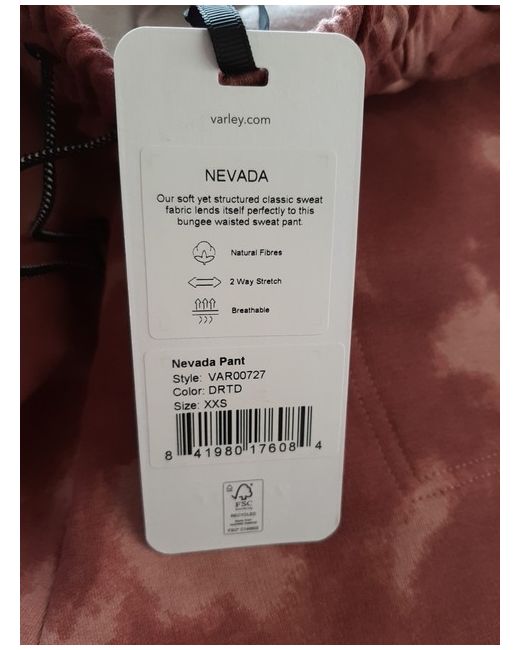 varley.com
NEVADA
Our soft yet structured classic sweat
fabric lends itself perfectly to this
bungee waisted sweat pant.
Natural Fibres
2 Way Stretch
Breathable
Nevada Pant
Style: VAR00727
Color: DRTD
Size: XXS
8 41980 17608 4
FSC
RECYCLED